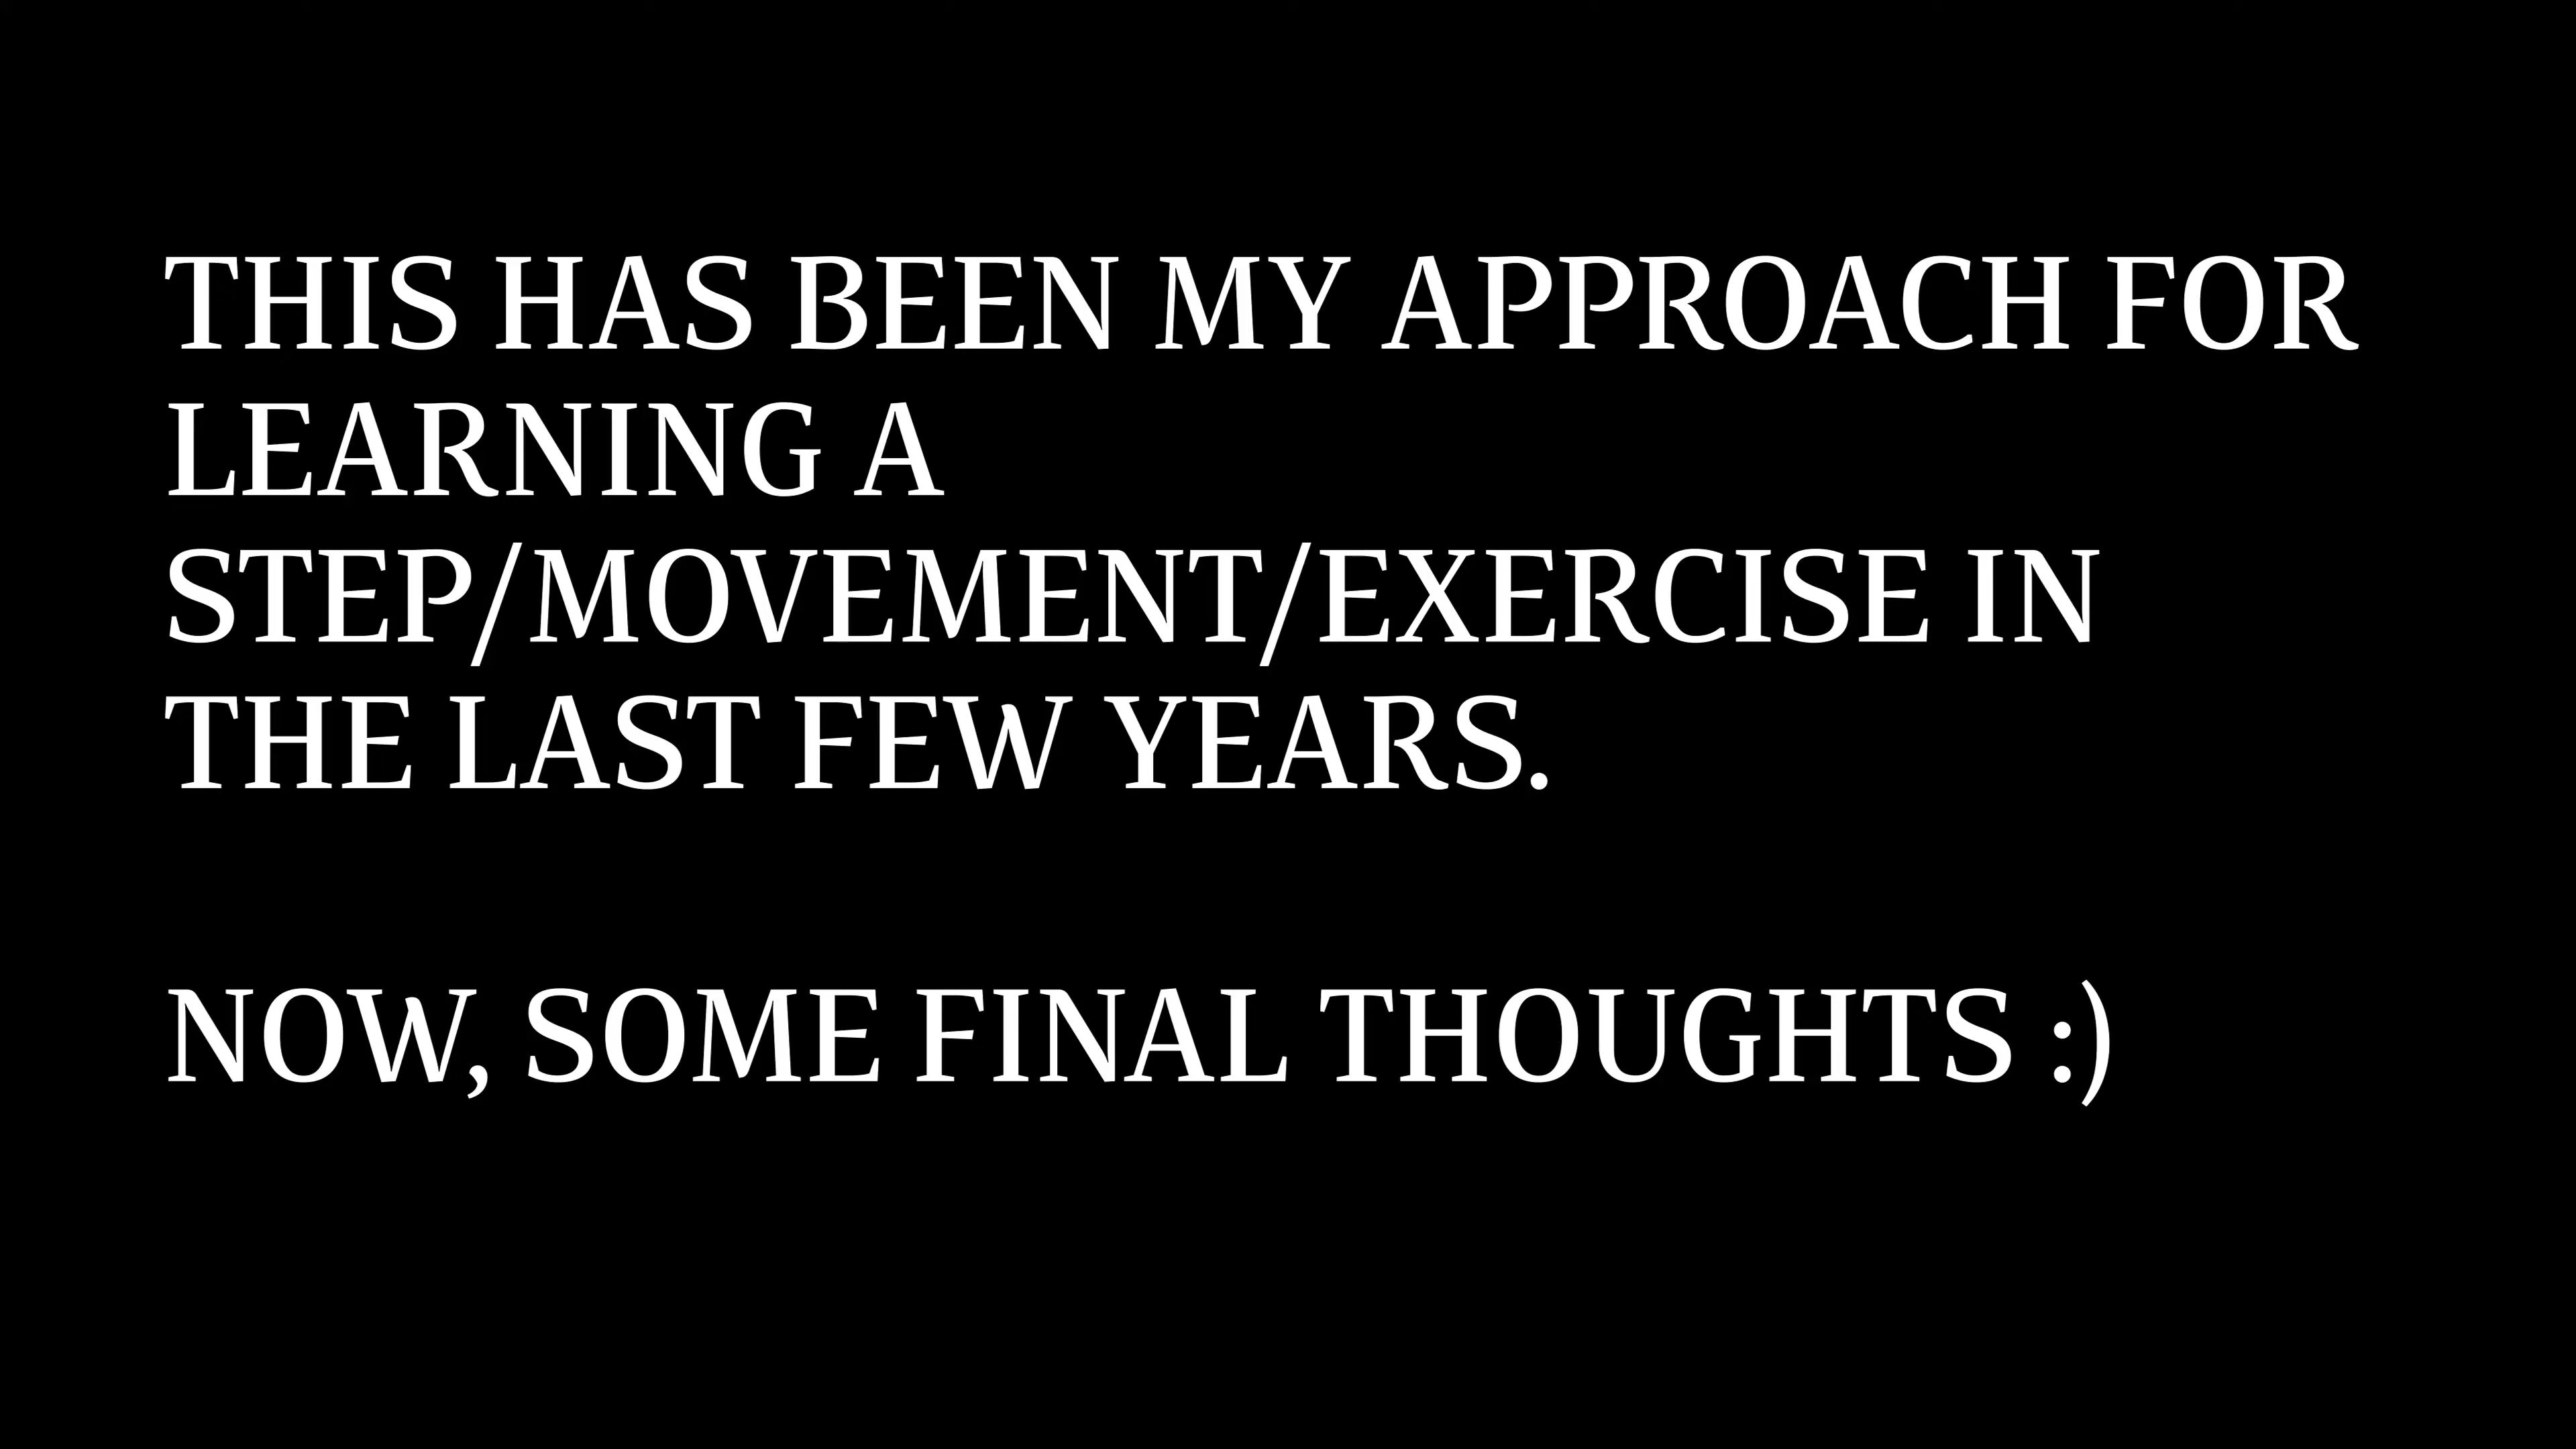 THIS HAS BEEN MY APPROACH FOR
LEARNING A
STEP/MOVEMENT/EXERCISE IN
THE LAST FEW YEARS.
NOW, SOME FINAL THOUGHTS :)